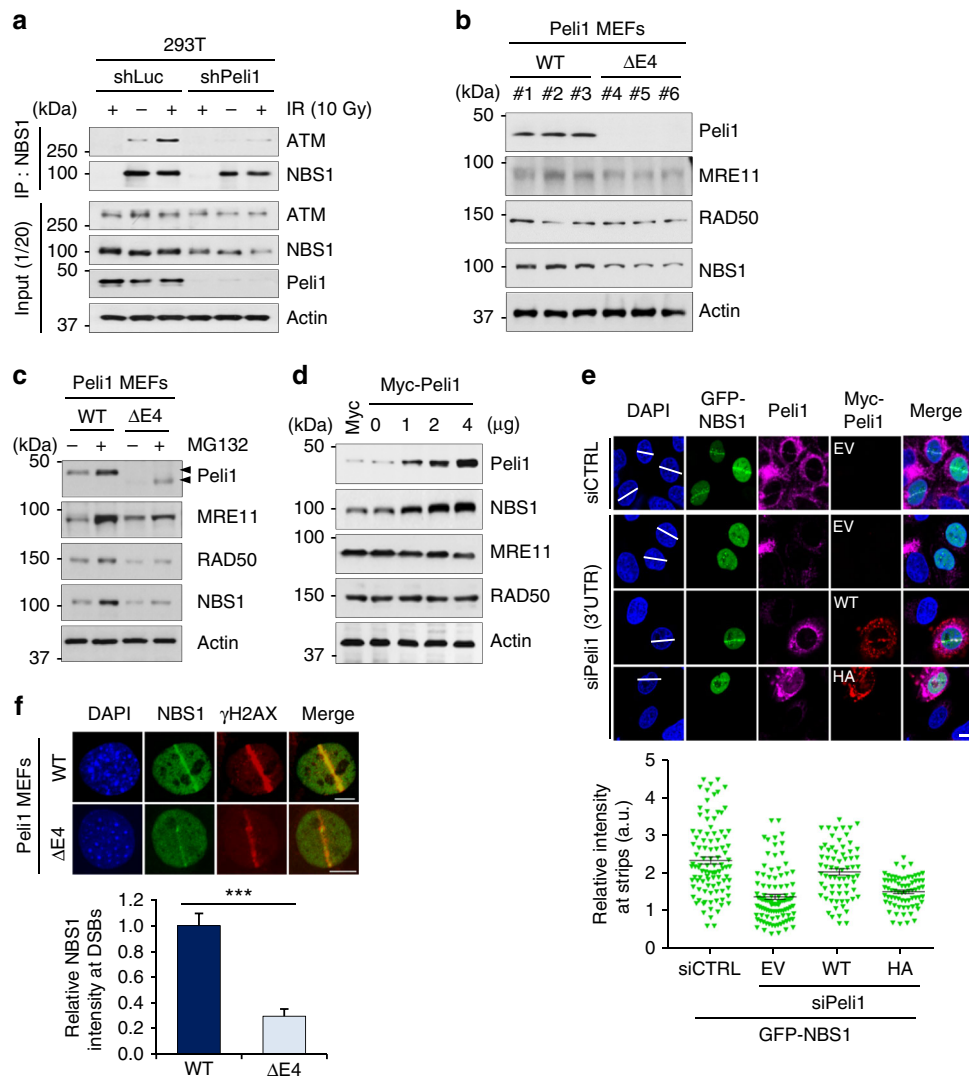 a
293T
shLuc shPeli1
(kDa) + – + + – + IR (10 Gy)
IP : NBS1
250 ATM
100 NBS1
Input (1/20)
250 ATM
100 NBS1
50 Peli1
37 Actin
b
Peli1 MEFs
WT ΔE4
(kDa) #1 #2 #3 #4 #5 #6
50 Peli1
100 MRE11
150 RAD50
100 NBS1
37 Actin
c
Peli1 MEFs
WT ΔE4
(kDa) – + – + MG132
50 Peli1
100 MRE11
150 RAD50
100 NBS1
37 Actin
d
Myc-Peli1
(kDa) Myc 0 1 2 4 (μg)
50 Peli1
100 NBS1
100 MRE11
150 RAD50
37 Actin
e
DAPI GFP-NBS1 Peli1 Myc-Peli1 Merge
siCTRL
EV
siPeli1 (3′UTR)
EV
WT
HA
Relative intensity at strips (a.u.)
5
4
3
2
1
0
siCTRL EV WT HA
siPeli1
GFP-NBS1
f
DAPI NBS1 γH2AX Merge
Peli1 MEFs
WT
ΔE4
Relative NBS1 intensity at DSBs
1.2
1.0
0.8
0.6
0.4
0.2
0.0
***
WT ΔE4